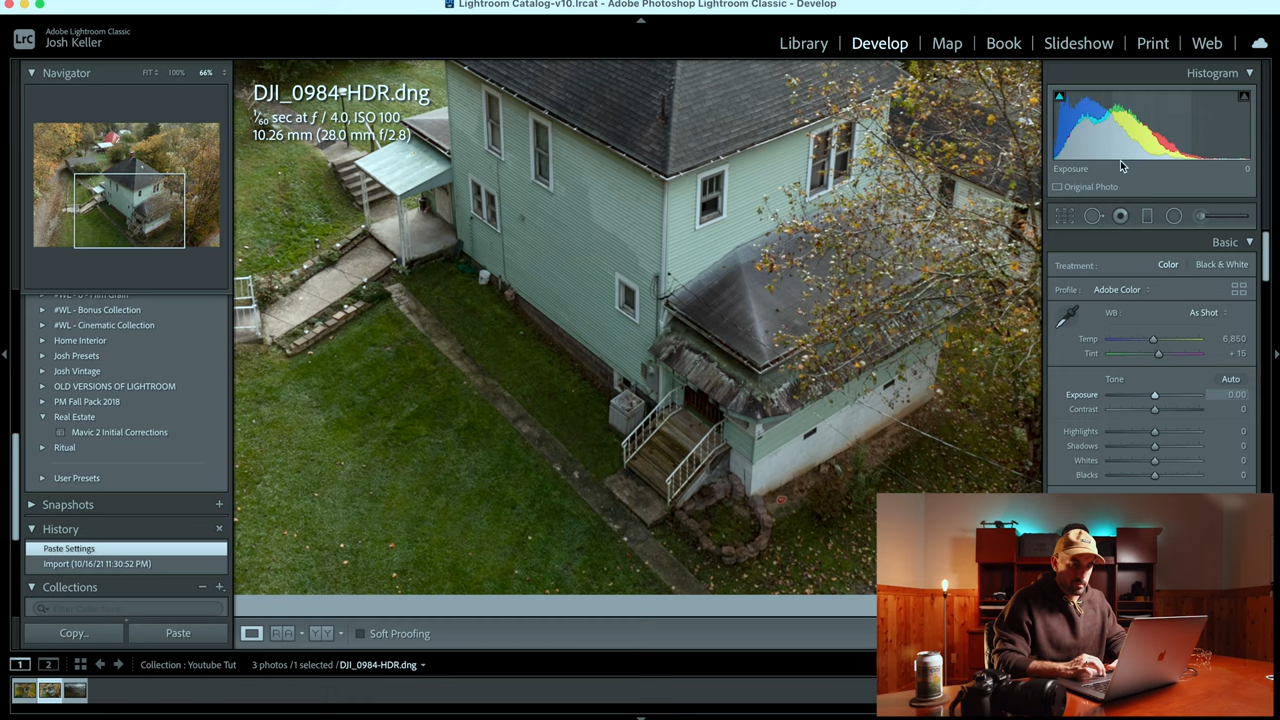 Lightroom Catalog-v10.lrcat - Adobe Photoshop Lightroom Classic - Develop
LrC
Adobe Lightroom Classic
Josh Keller
Library | Develop | Map | Book | Slideshow | Print | Web
Navigator
FIT
100%
66%
DJI_0984-HDR.dng
1/60 sec at ƒ / 4.0, ISO 100
10.26 mm (28.0 mm f/2.8)
#WL - Bonus Collection
#WL - Cinematic Collection
Home Interior
Josh Presets
Josh Vintage
OLD VERSIONS OF LIGHTROOM
PM Fall Pack 2018
Real Estate
Mavic 2 Initial Corrections
Ritual
User Presets
Snapshots
History
Paste Settings
Import (10/16/21 11:30:52 PM)
Collections
Filter Collections
Copy...
Paste
RA
YY
Soft Proofing
1
2
Collection : Youtube Tut
3 photos / 1 selected / DJI_0984-HDR.dng
Histogram
Exposure 0
Original Photo
Basic
Treatment : Color Black & White
Profile : Adobe Color
WB : As Shot
Temp 6,850
Tint + 15
Tone Auto
Exposure 0.00
Contrast 0
Highlights 0
Shadows 0
Whites 0
Blacks 0